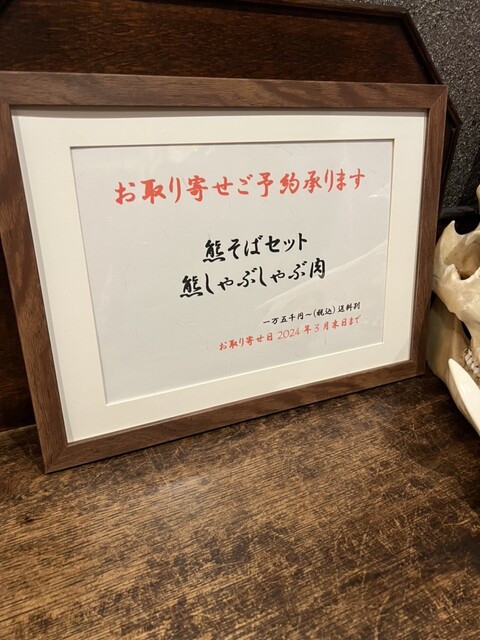 お取り寄せご予約承ります
熊そばセット
熊しゃぶしゃぶ肉
一万五千円～(税込)送料別
お取り寄せ日2024年3月末日まで